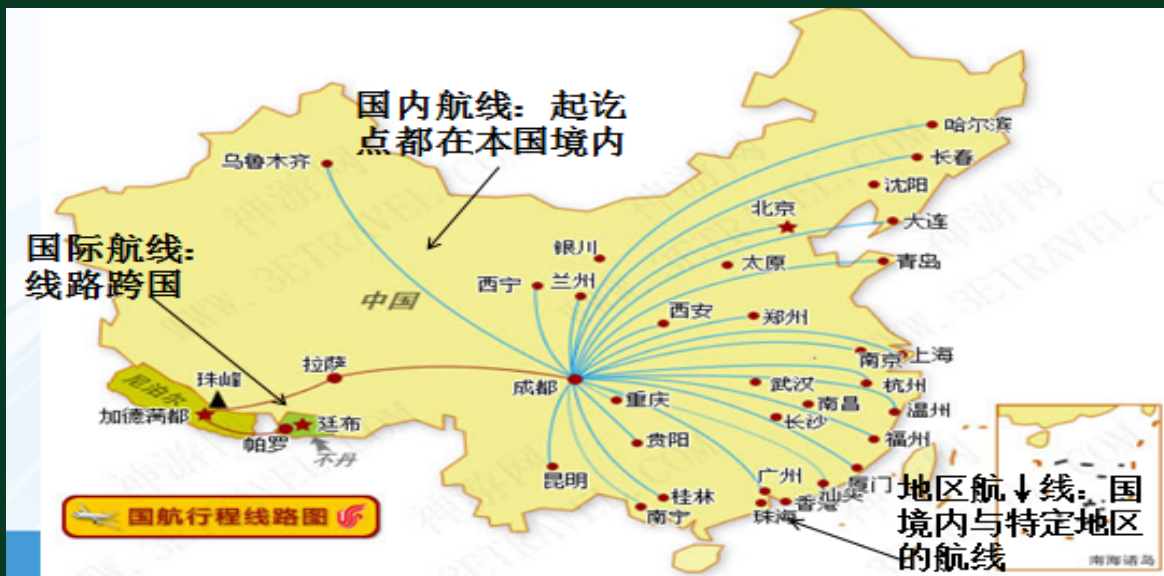 国内航线：起讫
点都在本国境内
哈尔滨
长春
乌鲁木齐
沈阳
北京
大连
国际航线：
线路跨国
银川
太原
青岛
西宁
兰州
中国
西安
郑州
南京
上海
拉萨
珠峰
尼泊尔
成都
武汉
杭州
重庆
南昌
温州
加德满都
廷布
长沙
帕罗
不丹
贵阳
福州
昆明
广州
厦门
汕头
桂林
香港
珠海
南宁
国航行程线路图
地区航↓线：国
境内与特定地区
的航线
南海诸岛